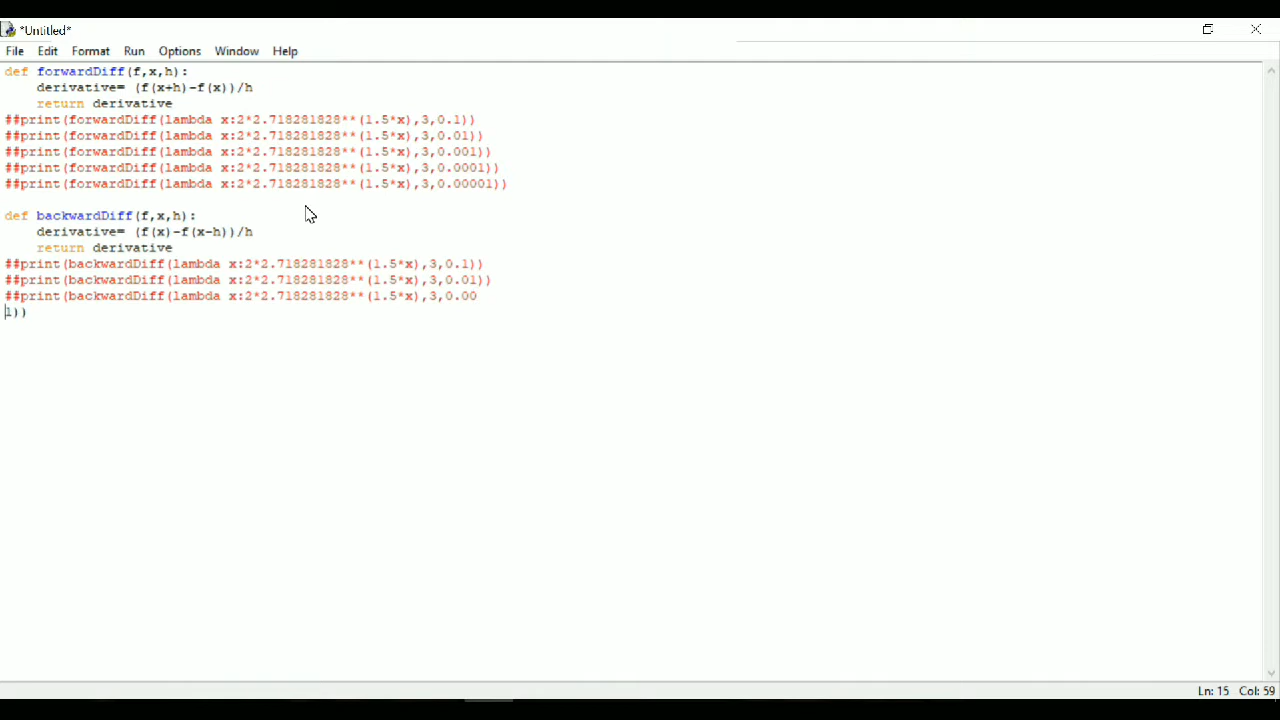 *Untitled*
File Edit Format Run Options Window Help
def forwardDiff(f,x,h):
    derivative= (f(x+h)-f(x))/h
    return derivative
##print(forwardDiff(lambda x:2*2.718281828**(1.5*x),3,0.1))
##print(forwardDiff(lambda x:2*2.718281828**(1.5*x),3,0.01))
##print(forwardDiff(lambda x:2*2.718281828**(1.5*x),3,0.001))
##print(forwardDiff(lambda x:2*2.718281828**(1.5*x),3,0.0001))
##print(forwardDiff(lambda x:2*2.718281828**(1.5*x),3,0.00001))
def backwardDiff(f,x,h):
    derivative= (f(x)-f(x-h))/h
    return derivative
##print(backwardDiff(lambda x:2*2.718281828**(1.5*x),3,0.1))
##print(backwardDiff(lambda x:2*2.718281828**(1.5*x),3,0.01))
##print(backwardDiff(lambda x:2*2.718281828**(1.5*x),3,0.00
1))
Ln: 15 Col: 59